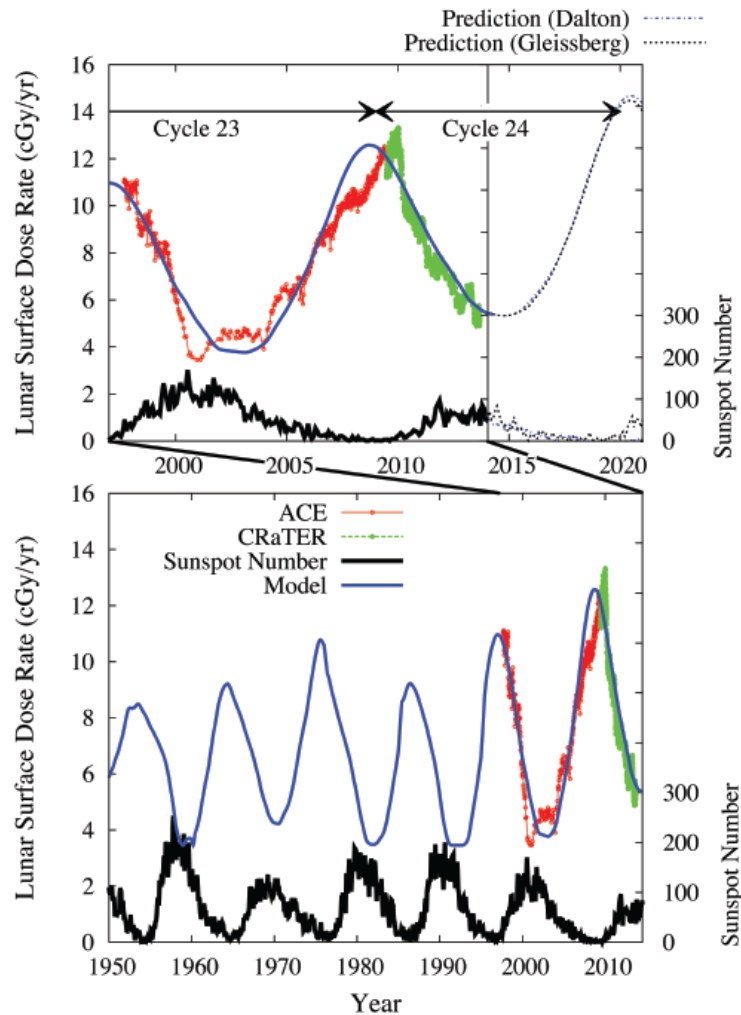 Prediction (Dalton)
Prediction (Gleissberg)
Lunar Surface Dose Rate (cGy/yr)
16
14
12
10
8
6
4
2
0
Cycle 23
Cycle 24
300
200
100
0
Sunspot Number
2000
2005
2010
2015
2020
Lunar Surface Dose Rate (cGy/yr)
16
14
12
10
8
6
4
2
0
ACE
CRaTER
Sunspot Number
Model
300
200
100
0
Sunspot Number
1950
1960
1970
1980
1990
2000
2010
Year